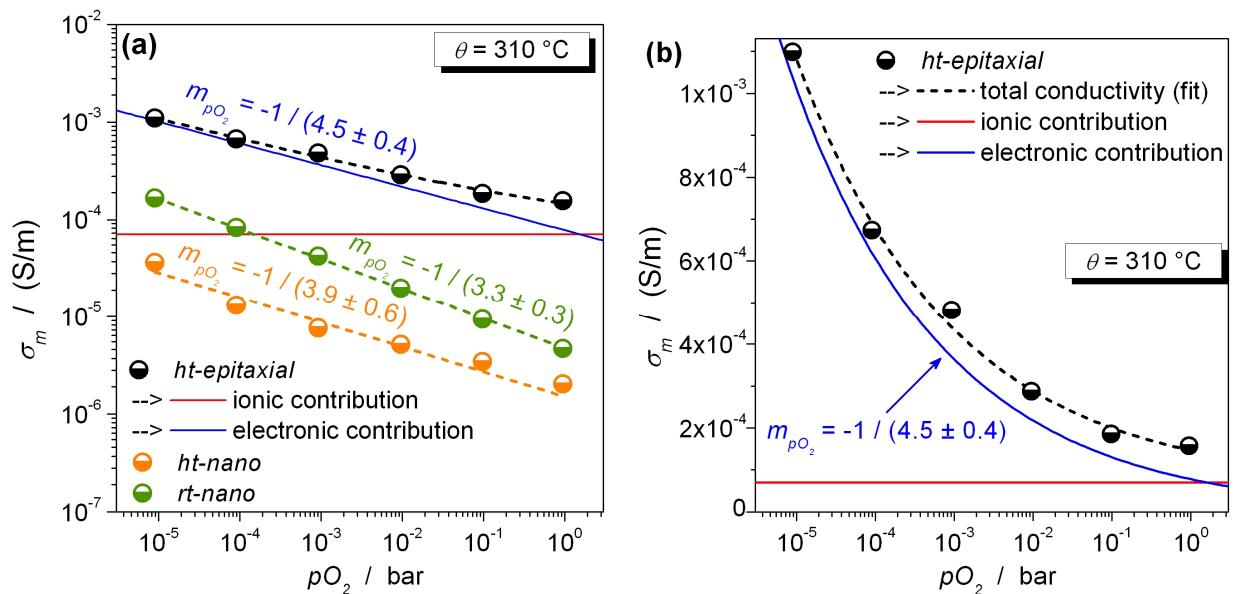 (a)
θ = 310 °C
m_pO₂ = -1 / (4.5 ± 0.4)
m_pO₂ = -1 / (3.3 ± 0.3)
m_pO₂ = -1 / (3.9 ± 0.6)
ht-epitaxial
--> ionic contribution
--> electronic contribution
ht-nano
rt-nano
σ_m / (S/m)
10⁻²
10⁻³
10⁻⁴
10⁻⁵
10⁻⁶
10⁻⁷
10⁻⁵ 10⁻⁴ 10⁻³ 10⁻² 10⁻¹ 10⁰
pO₂ / bar
(b)
ht-epitaxial
--> total conductivity (fit)
--> ionic contribution
--> electronic contribution
θ = 310 °C
m_pO₂ = -1 / (4.5 ± 0.4)
σ_m / (S/m)
1x10⁻³
8x10⁻⁴
6x10⁻⁴
4x10⁻⁴
2x10⁻⁴
0
10⁻⁵ 10⁻⁴ 10⁻³ 10⁻² 10⁻¹ 10⁰
pO₂ / bar